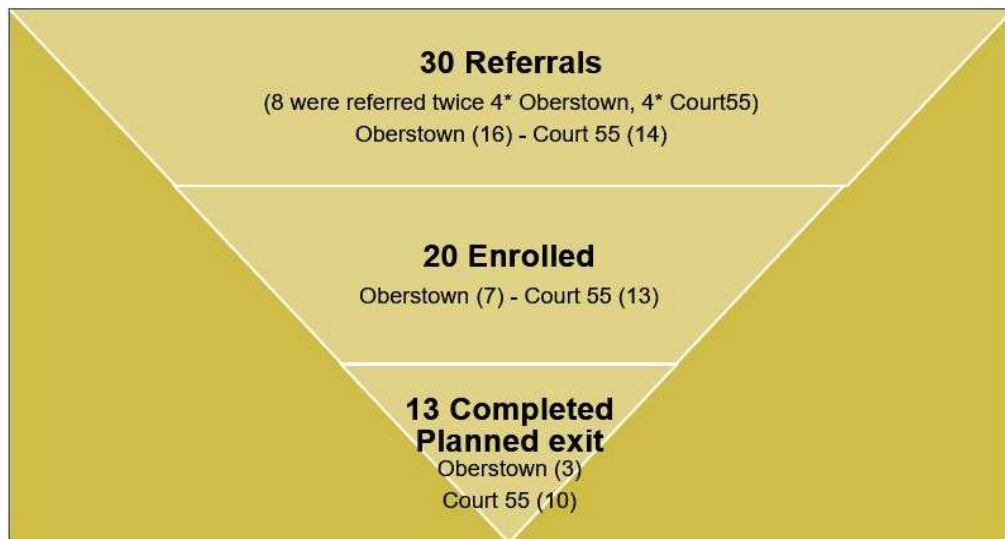 30 Referrals
(8 were referred twice 4* Oberstown, 4* Court55)
Oberstown (16) - Court 55 (14)
20 Enrolled
Oberstown (7) - Court 55 (13)
13 Completed
Planned exit
Oberstown (3)
Court 55 (10)